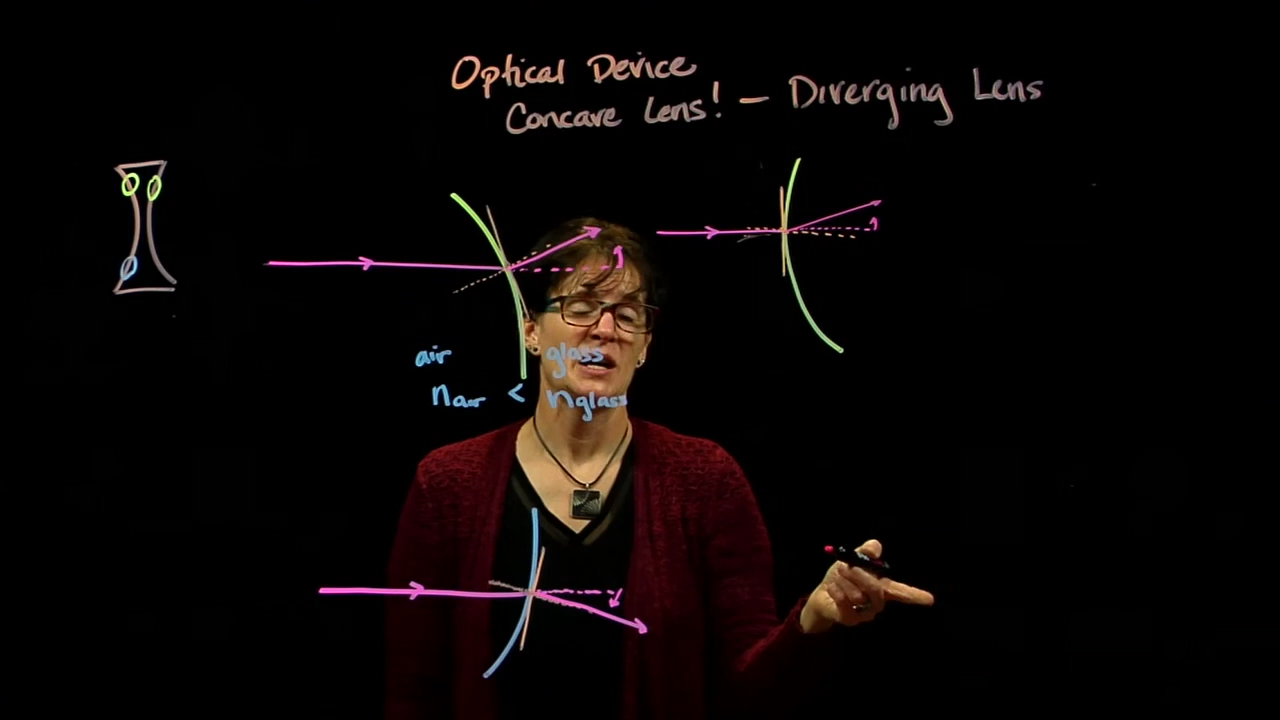 Optical Device
Concave Lens! — Diverging Lens
air glass
nair < nglass